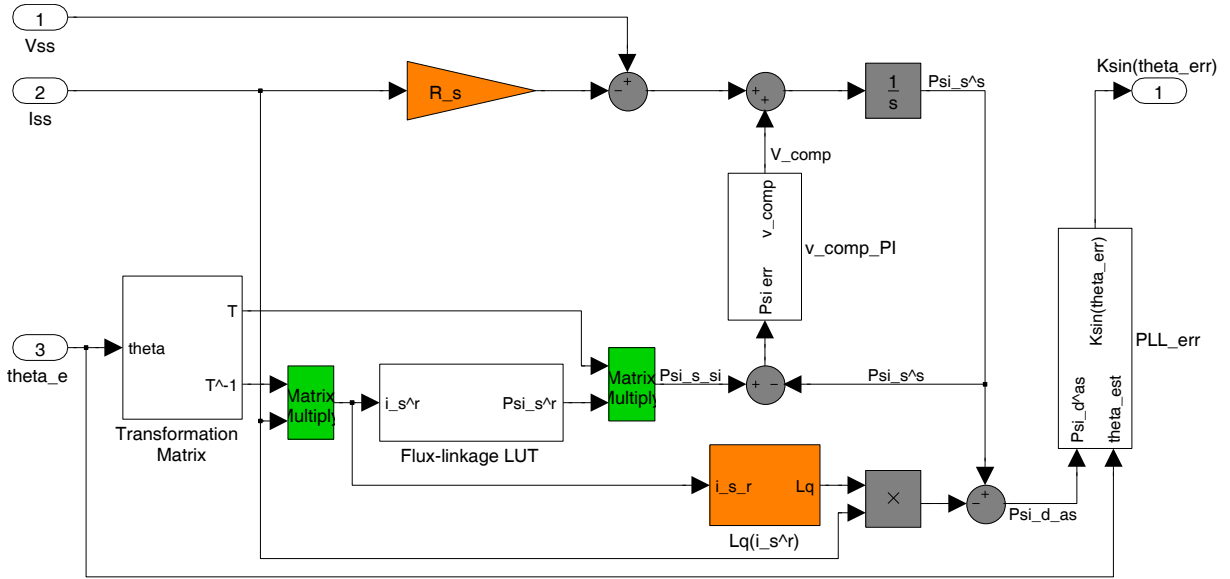 1
Vss
2
Iss
R_s
−
+
+
+
1
s
Psi_s^s
Ksin(theta_err)
1
V_comp
v_comp
Psi err
v_comp_PI
Ksin(theta_err)
Psi_d^as
theta_est
PLL_err
3
theta_e
theta
T
T^-1
Transformation
Matrix
Matrix
Multiply
i_s^r
Psi_s^r
Flux-linkage LUT
Matrix
Multiply
Psi_s_si
+
−
Psi_s^s
i_s_r
Lq
Lq(i_s^r)
×
−
+
Psi_d_as